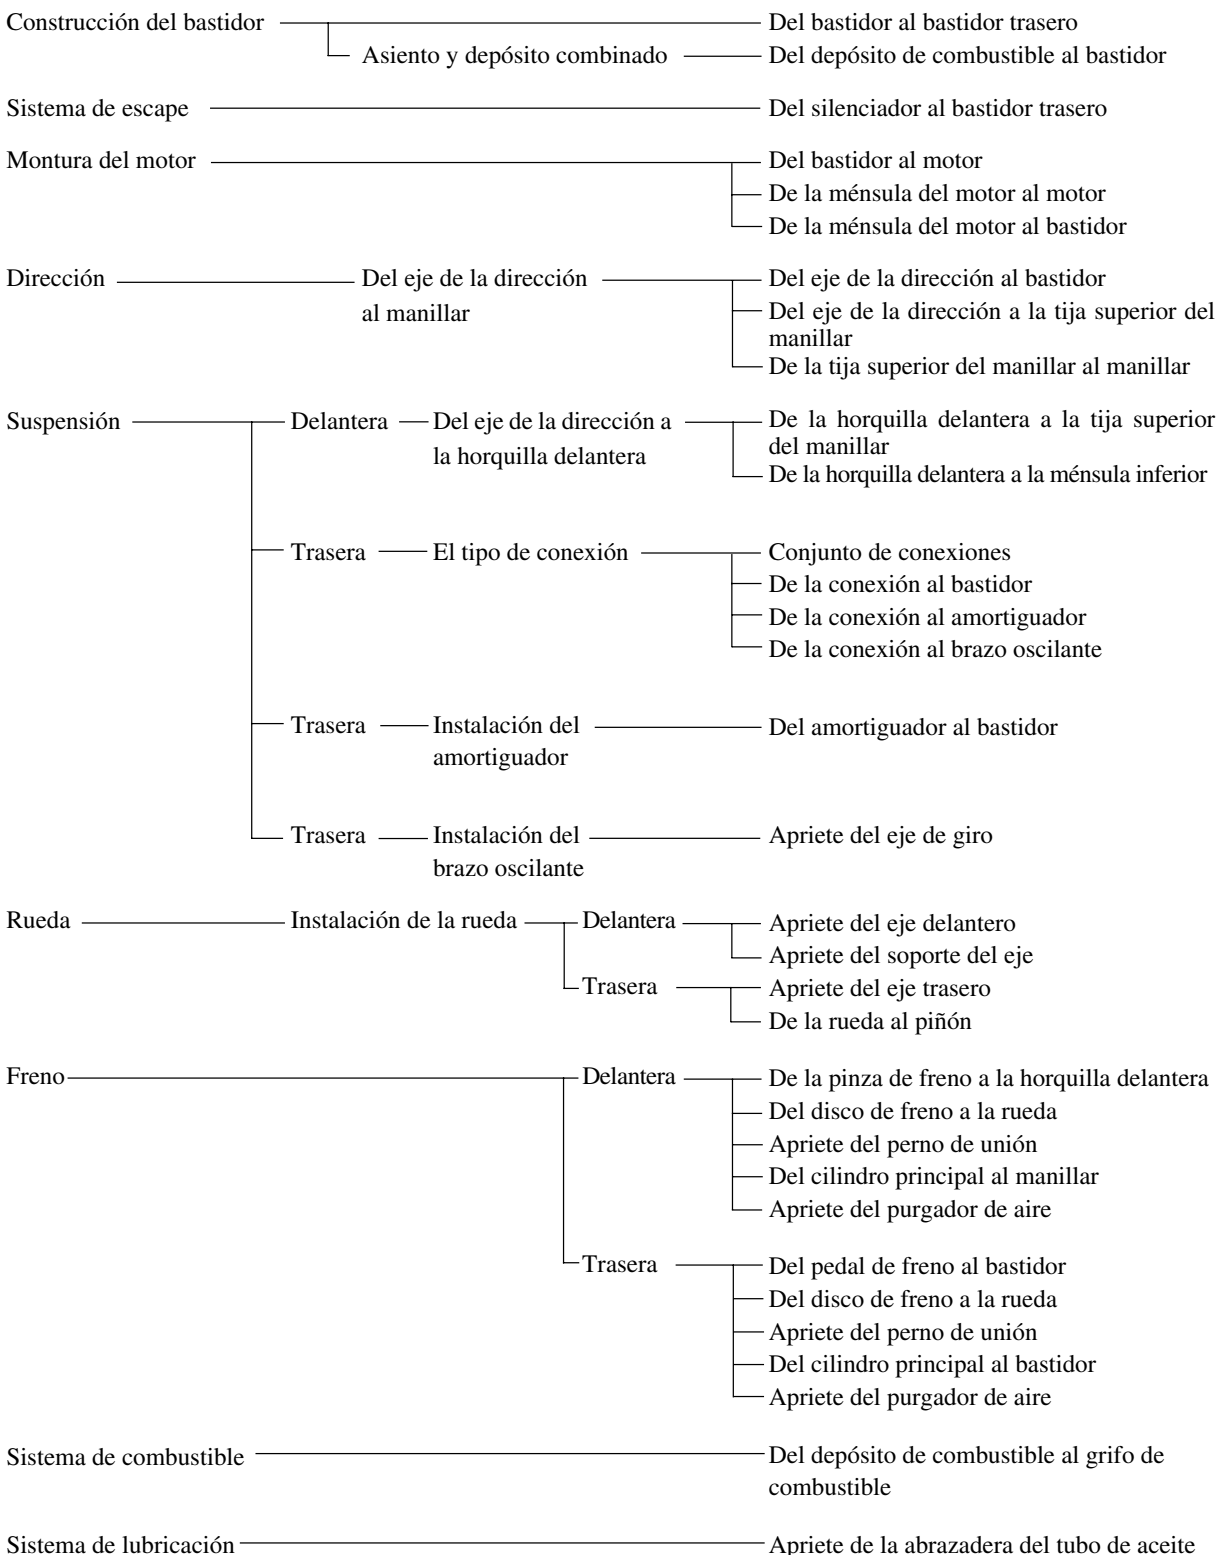 Construcción del bastidor Del bastidor al bastidor trasero
Asiento y depósito combinado Del depósito de combustible al bastidor
Sistema de escape Del silenciador al bastidor trasero
Montura del motor Del bastidor al motor
De la ménsula del motor al motor
De la ménsula del motor al bastidor
Dirección Del eje de la dirección Del eje de la dirección al bastidor
al manillar Del eje de la dirección a la tija superior del
manillar
De la tija superior del manillar al manillar
Suspensión Delantera Del eje de la dirección a De la horquilla delantera a la tija superior
la horquilla delantera del manillar
De la horquilla delantera a la ménsula inferior
Trasera El tipo de conexión Conjunto de conexiones
De la conexión al bastidor
De la conexión al amortiguador
De la conexión al brazo oscilante
Trasera Instalación del Del amortiguador al bastidor
amortiguador
Trasera Instalación del Apriete del eje de giro
brazo oscilante
Rueda Instalación de la rueda Delantera Apriete del eje delantero
Apriete del soporte del eje
Trasera Apriete del eje trasero
De la rueda al piñón
Freno Delantera De la pinza de freno a la horquilla delantera
Del disco de freno a la rueda
Apriete del perno de unión
Del cilindro principal al manillar
Apriete del purgador de aire
Trasera Del pedal de freno al bastidor
Del disco de freno a la rueda
Apriete del perno de unión
Del cilindro principal al bastidor
Apriete del purgador de aire
Sistema de combustible Del depósito de combustible al grifo de
combustible
Sistema de lubricación Apriete de la abrazadera del tubo de aceite